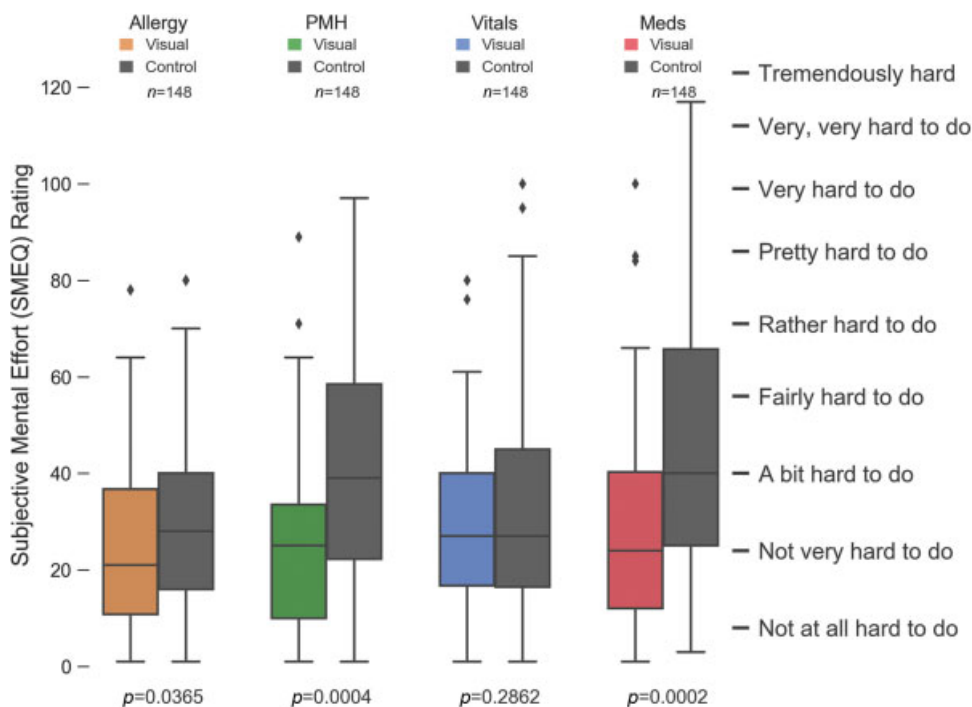 Allergy PMH Vitals Meds
Visual Visual Visual Visual
Control Control Control Control
n=148 n=148 n=148 n=148
Subjective Mental Effort (SMEQ) Rating
120
100
80
60
40
20
0
Tremendously hard
Very, very hard to do
Very hard to do
Pretty hard to do
Rather hard to do
Fairly hard to do
A bit hard to do
Not very hard to do
Not at all hard to do
p=0.0365 p=0.0004 p=0.2862 p=0.0002